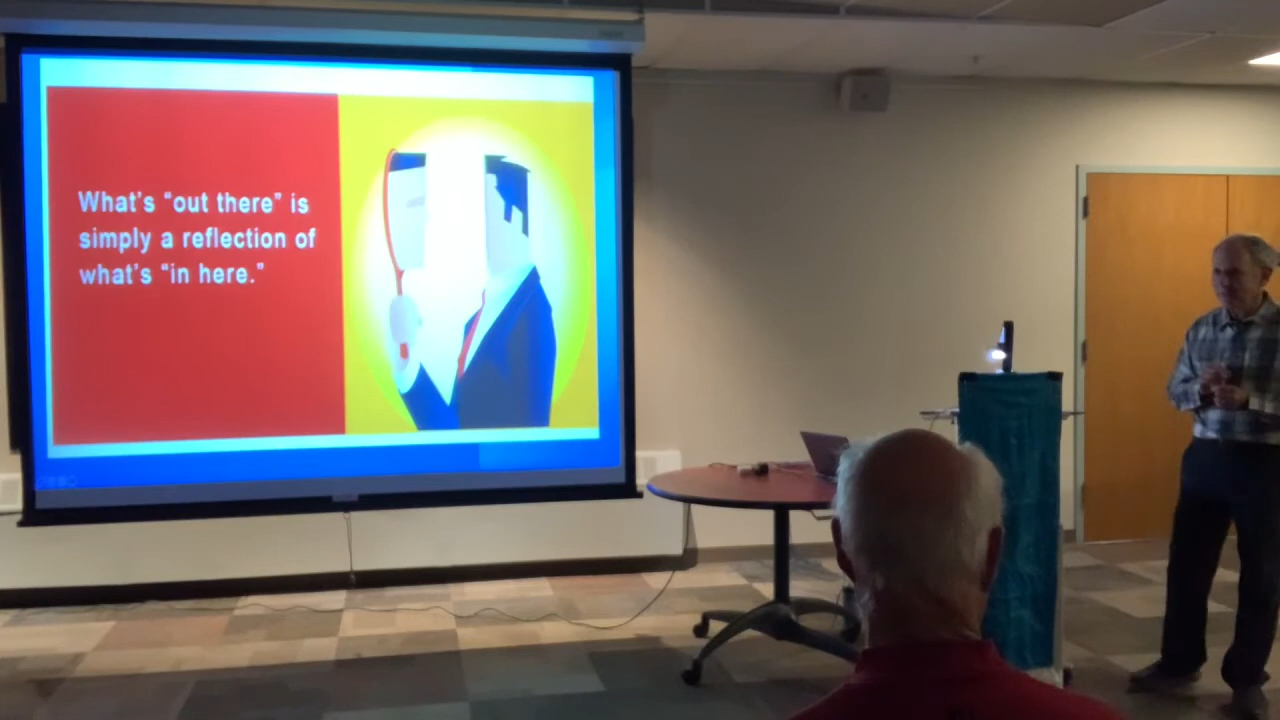 What's "out there" is
simply a reflection of
what's "in here."